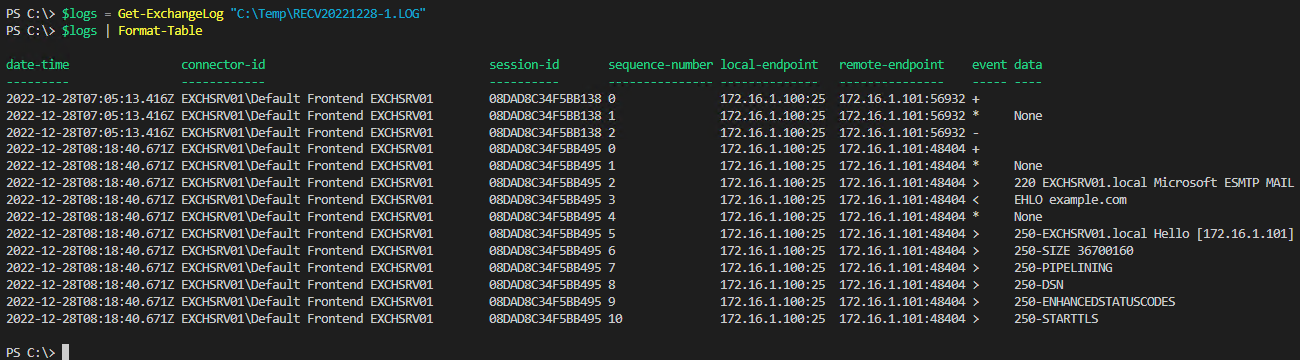 PS C:\> $logs = Get-ExchangeLog "C:\Temp\RECV20221228-1.LOG"
PS C:\> $logs | Format-Table
date-time connector-id session-id sequence-number local-endpoint remote-endpoint event data
--------- ------------ ---------- --------------- -------------- --------------- ----- ----
2022-12-28T07:05:13.416Z EXCHSRV01\Default Frontend EXCHSRV01 08DAD8C34F5BB138 0 172.16.1.100:25 172.16.1.101:56932 +
2022-12-28T07:05:13.416Z EXCHSRV01\Default Frontend EXCHSRV01 08DAD8C34F5BB138 1 172.16.1.100:25 172.16.1.101:56932 * None
2022-12-28T07:05:13.416Z EXCHSRV01\Default Frontend EXCHSRV01 08DAD8C34F5BB138 2 172.16.1.100:25 172.16.1.101:56932 -
2022-12-28T08:18:40.671Z EXCHSRV01\Default Frontend EXCHSRV01 08DAD8C34F5BB495 0 172.16.1.100:25 172.16.1.101:48404 +
2022-12-28T08:18:40.671Z EXCHSRV01\Default Frontend EXCHSRV01 08DAD8C34F5BB495 1 172.16.1.100:25 172.16.1.101:48404 * None
2022-12-28T08:18:40.671Z EXCHSRV01\Default Frontend EXCHSRV01 08DAD8C34F5BB495 2 172.16.1.100:25 172.16.1.101:48404 > 220 EXCHSRV01.local Microsoft ESMTP MAIL
2022-12-28T08:18:40.671Z EXCHSRV01\Default Frontend EXCHSRV01 08DAD8C34F5BB495 3 172.16.1.100:25 172.16.1.101:48404 < EHLO example.com
2022-12-28T08:18:40.671Z EXCHSRV01\Default Frontend EXCHSRV01 08DAD8C34F5BB495 4 172.16.1.100:25 172.16.1.101:48404 * None
2022-12-28T08:18:40.671Z EXCHSRV01\Default Frontend EXCHSRV01 08DAD8C34F5BB495 5 172.16.1.100:25 172.16.1.101:48404 > 250-EXCHSRV01.local Hello [172.16.1.101]
2022-12-28T08:18:40.671Z EXCHSRV01\Default Frontend EXCHSRV01 08DAD8C34F5BB495 6 172.16.1.100:25 172.16.1.101:48404 > 250-SIZE 36700160
2022-12-28T08:18:40.671Z EXCHSRV01\Default Frontend EXCHSRV01 08DAD8C34F5BB495 7 172.16.1.100:25 172.16.1.101:48404 > 250-PIPELINING
2022-12-28T08:18:40.671Z EXCHSRV01\Default Frontend EXCHSRV01 08DAD8C34F5BB495 8 172.16.1.100:25 172.16.1.101:48404 > 250-DSN
2022-12-28T08:18:40.671Z EXCHSRV01\Default Frontend EXCHSRV01 08DAD8C34F5BB495 9 172.16.1.100:25 172.16.1.101:48404 > 250-ENHANCEDSTATUSCODES
2022-12-28T08:18:40.671Z EXCHSRV01\Default Frontend EXCHSRV01 08DAD8C34F5BB495 10 172.16.1.100:25 172.16.1.101:48404 > 250-STARTTLS
PS C:\>